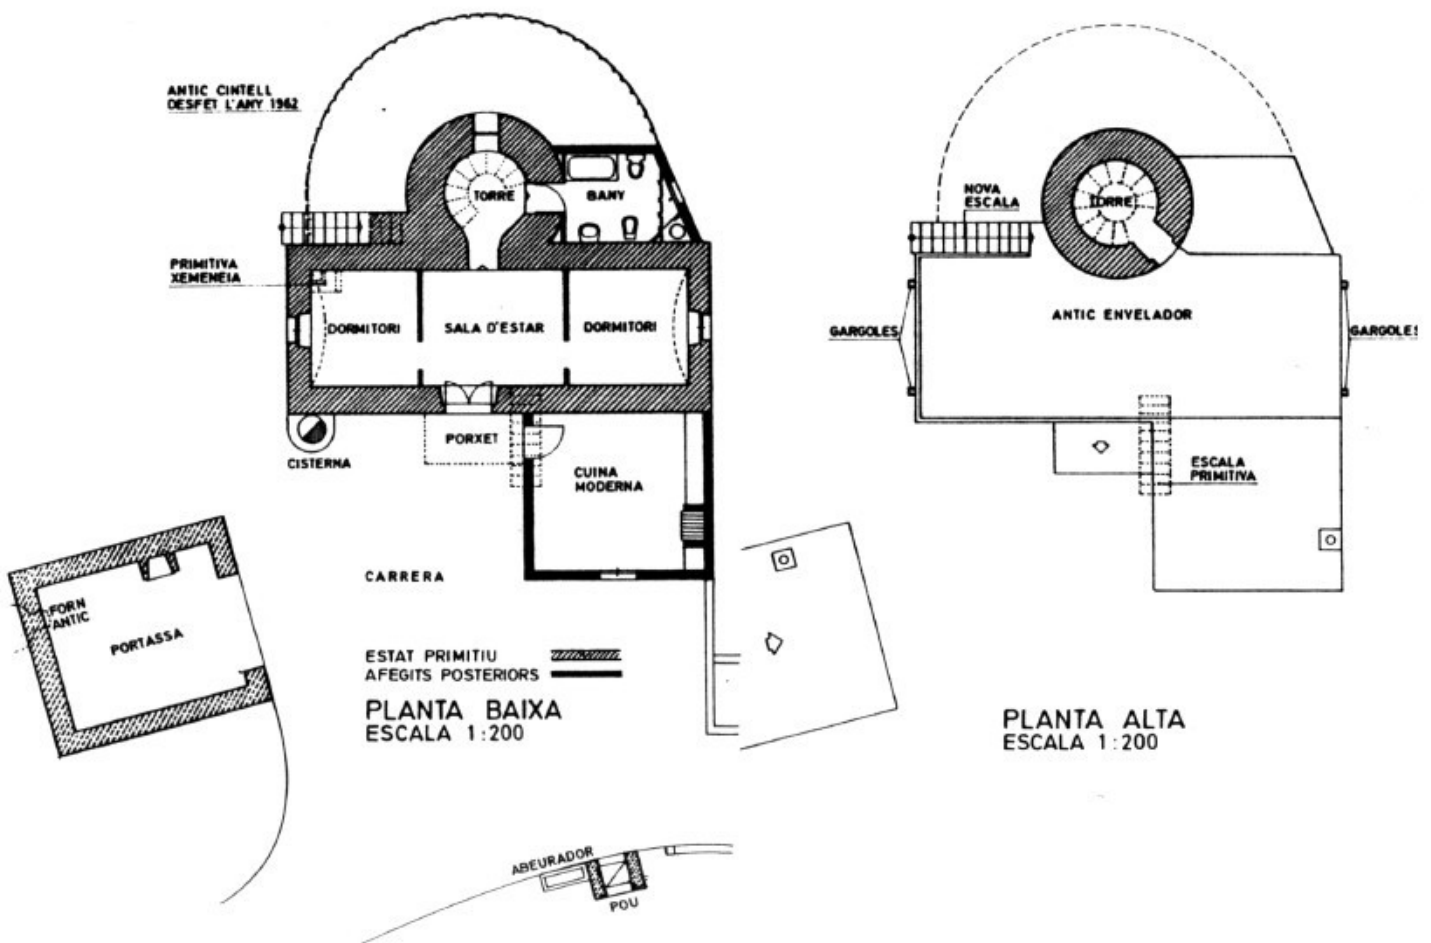 ANTIC CINTELL
DESFET L'ANY 1962
TORRE
BANY
PRIMITIVA
XEMENEIA
DORMITORI
SALA D'ESTAR
DORMITORI
PORXET
CISTERNA
CUINA
MODERNA
CARRERA
FORN
ANTIC
PORTASSA
ESTAT PRIMITIU
AFEGITS POSTERIORS
PLANTA BAIXA
ESCALA 1:200
ABEURADOR
POU
NOVA
ESCALA
TORRE
ANTIC ENVELADOR
GARGOLES
GARGOLES
ESCALA
PRIMITIVA
PLANTA ALTA
ESCALA 1:200